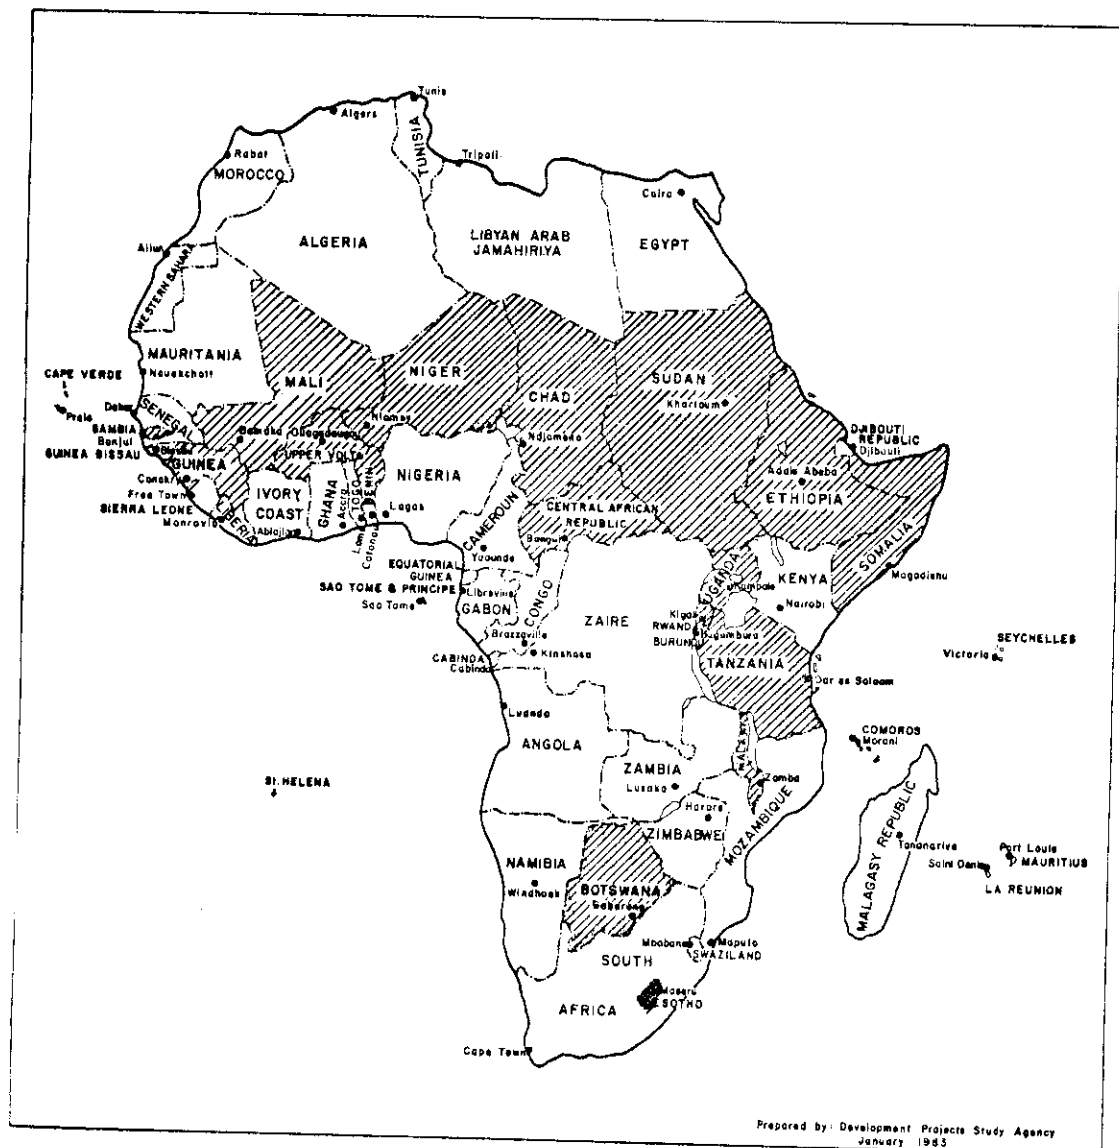 Tunis
Algers
Rabat
MOROCCO
TUNISIA
Tripoli
Cairo
ALGERIA
LIBYAN ARAB
JAMAHIRIYA
EGYPT
Aiiun
WESTERN SAHARA
MAURITANIA
Nouakchott
MALI
NIGER
CHAD
SUDAN
Khartoum
CAPE VERDE
Praia
Dakar
SENEGAL
Banjul
GUINEA BISSAU
Bissau
Bamako
Ouagadougou
Niamey
UPPER VOLTA
Ndjameno
DJIBOUTI
REPUBLIC
Djibouti
GUINEA
Conakry
Free Town
SIERRA LEONE
Monrovia
LIBERIA
IVORY
COAST
Abidjan
GHANA
Accra
TOGO
Lome
BENIN
Cotonou
NIGERIA
Lagos
Addis Ababa
ETHIOPIA
CENTRAL AFRICAN
REPUBLIC
Bangui
CAMEROUN
Yaounde
SOMALIA
Mogadishu
EQUATORIAL
GUINEA
SAO TOME & PRINCIPE
Sao Tome
Libreville
GABON
CONGO
Brazzaville
Kinshasa
CABINDA
Cabinda
ZAIRE
UGANDA
KENYA
Nairobi
Kigali
RWAND
BURUNDI
Bujumbura
TANZANIA
Dar es Salaam
SEYCHELLES
Victoria
Luanda
ANGOLA
ZAMBIA
Lusaka
MALAWI
Zomba
COMOROS
Moroni
St. HELENA
Harare
ZIMBABWE
MOZAMBIQUE
MALAGASY REPUBLIC
Tananarive
Port Louis
MAURITIUS
Saint Denis
LA REUNION
NAMIBIA
Windhoek
BOTSWANA
Gaborone
Mbabane
Maputo
SWAZILAND
SOUTH
AFRICA
Maseru
LESOTHO
Cape Town
Prepared by: Development Projects Study Agency
January 1983